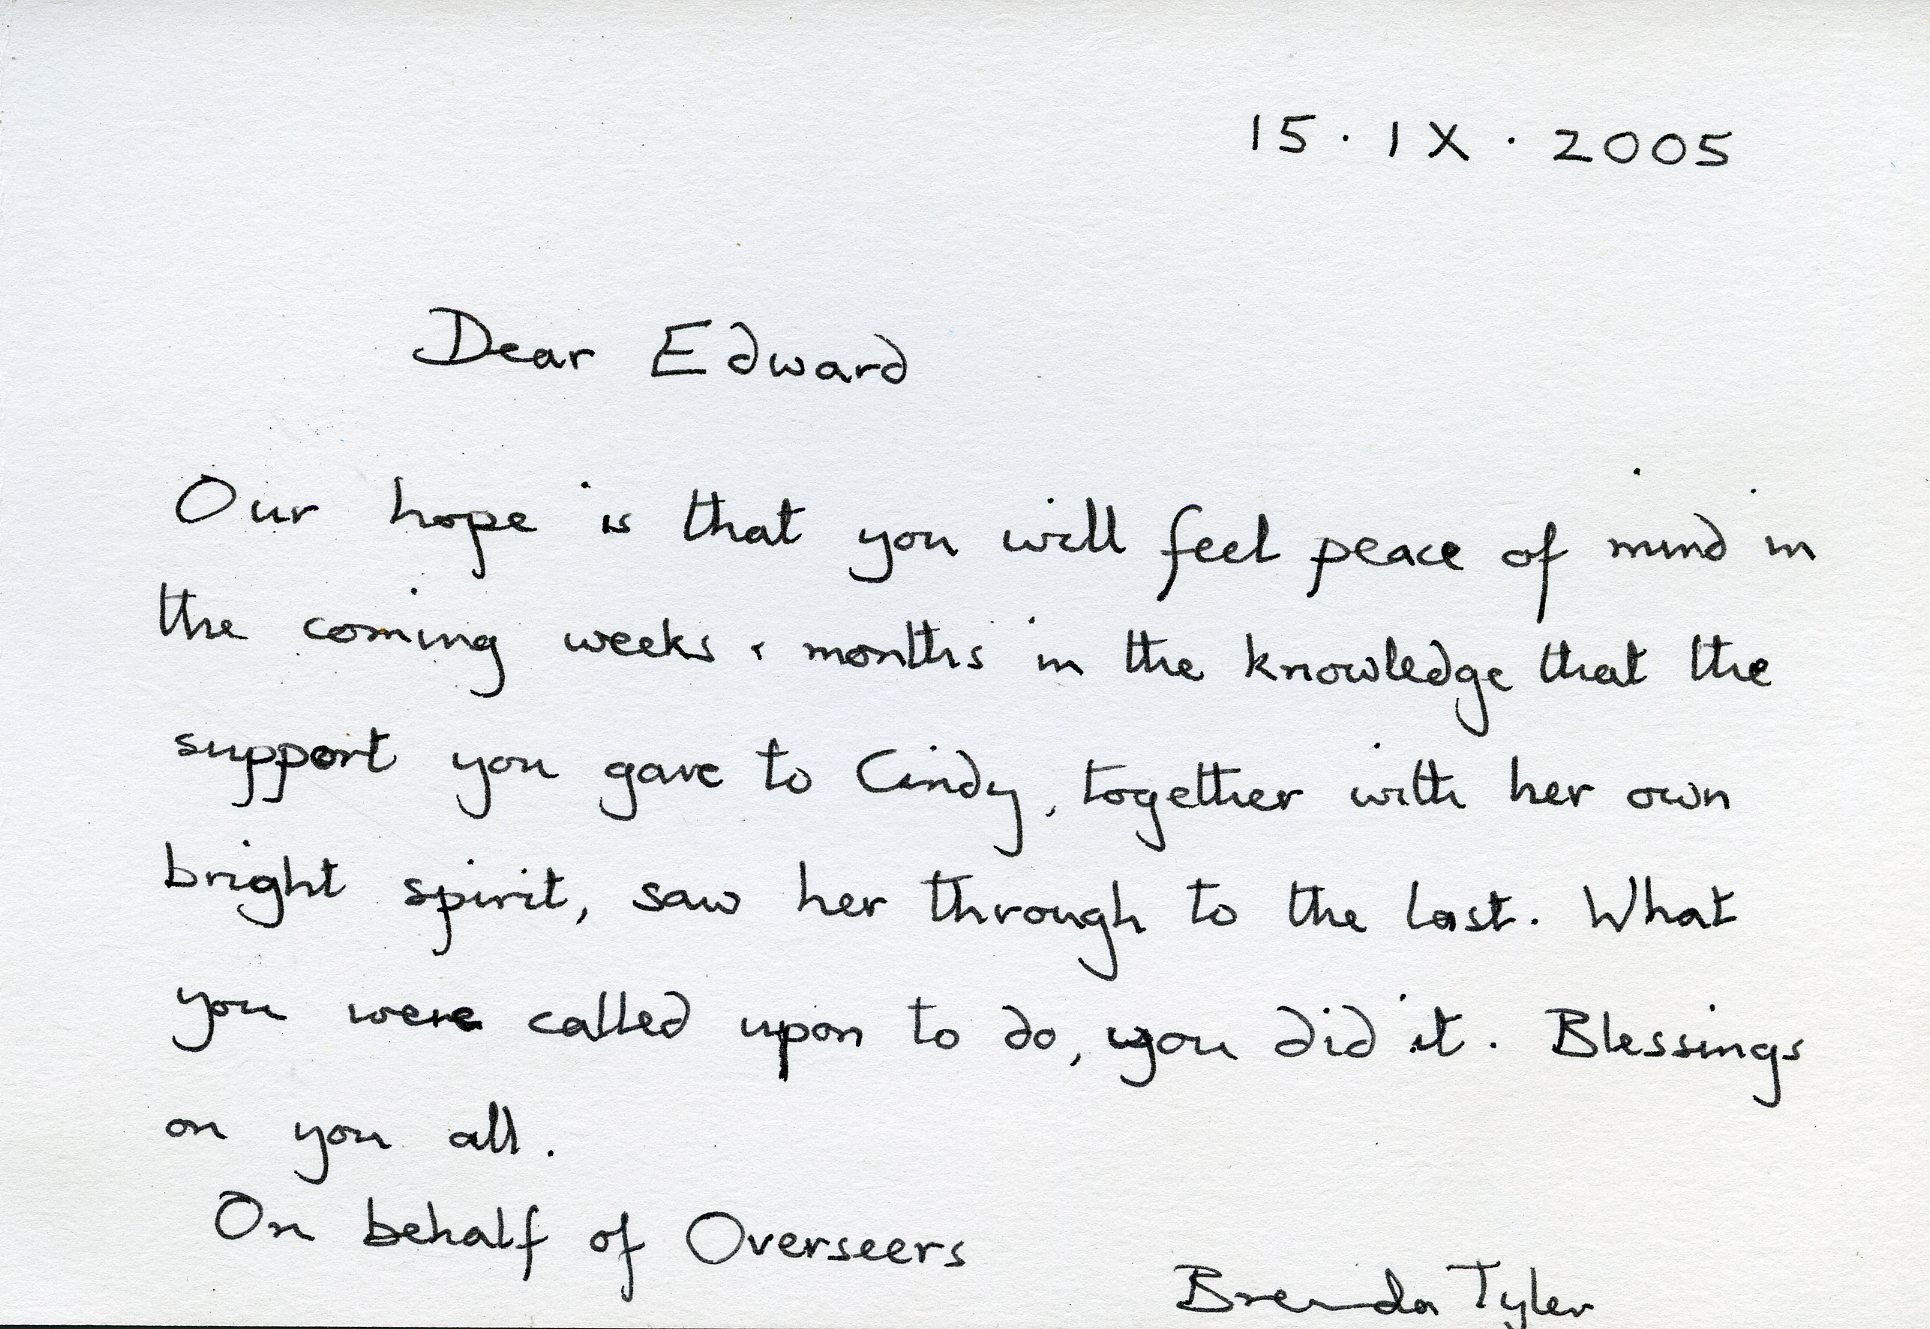 15 · IX · 2005
Dear Edward
Our hope is that you will feel peace of mind in
the coming weeks & months in the knowledge that the
support you gave to Cindy, together with her own
bright spirit, saw her through to the last. What
you were called upon to do, you did it. Blessings
on you all.
On behalf of Overseers
Brenda Tyler